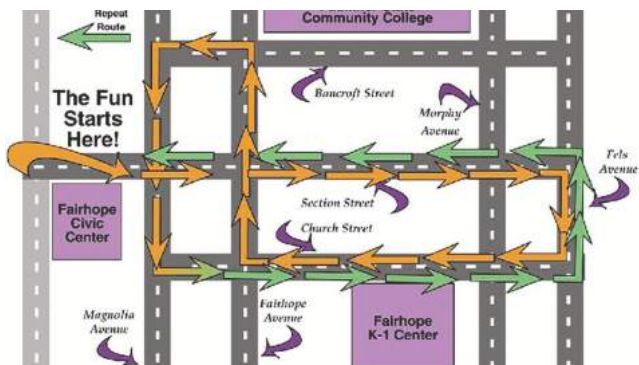 Repeat
Route
Community College
Bancroft Street
Morphy
Avenue
The Fun
Starts
Here!
Fels
Avenue
Fairhope
Civic
Center
Section Street
Church Street
Magnolia
Avenue
Fairhope
Avenue
Fairhope
K-1 Center